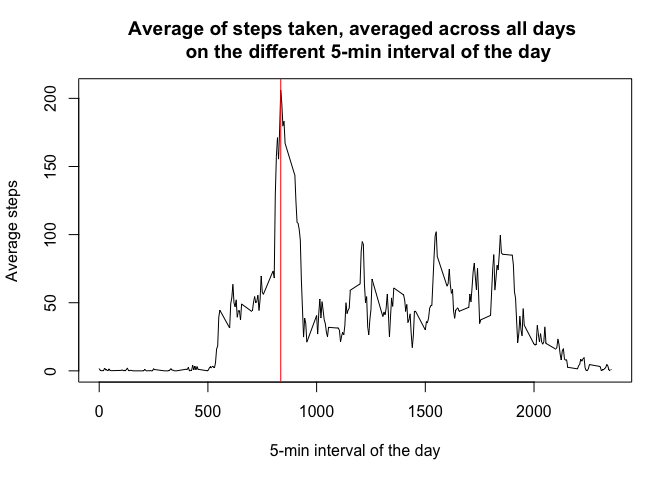 Average of steps taken, averaged across all days
on the different 5-min interval of the day
Average steps
200
150
100
50
0
0 500 1000 1500 2000
5-min interval of the day